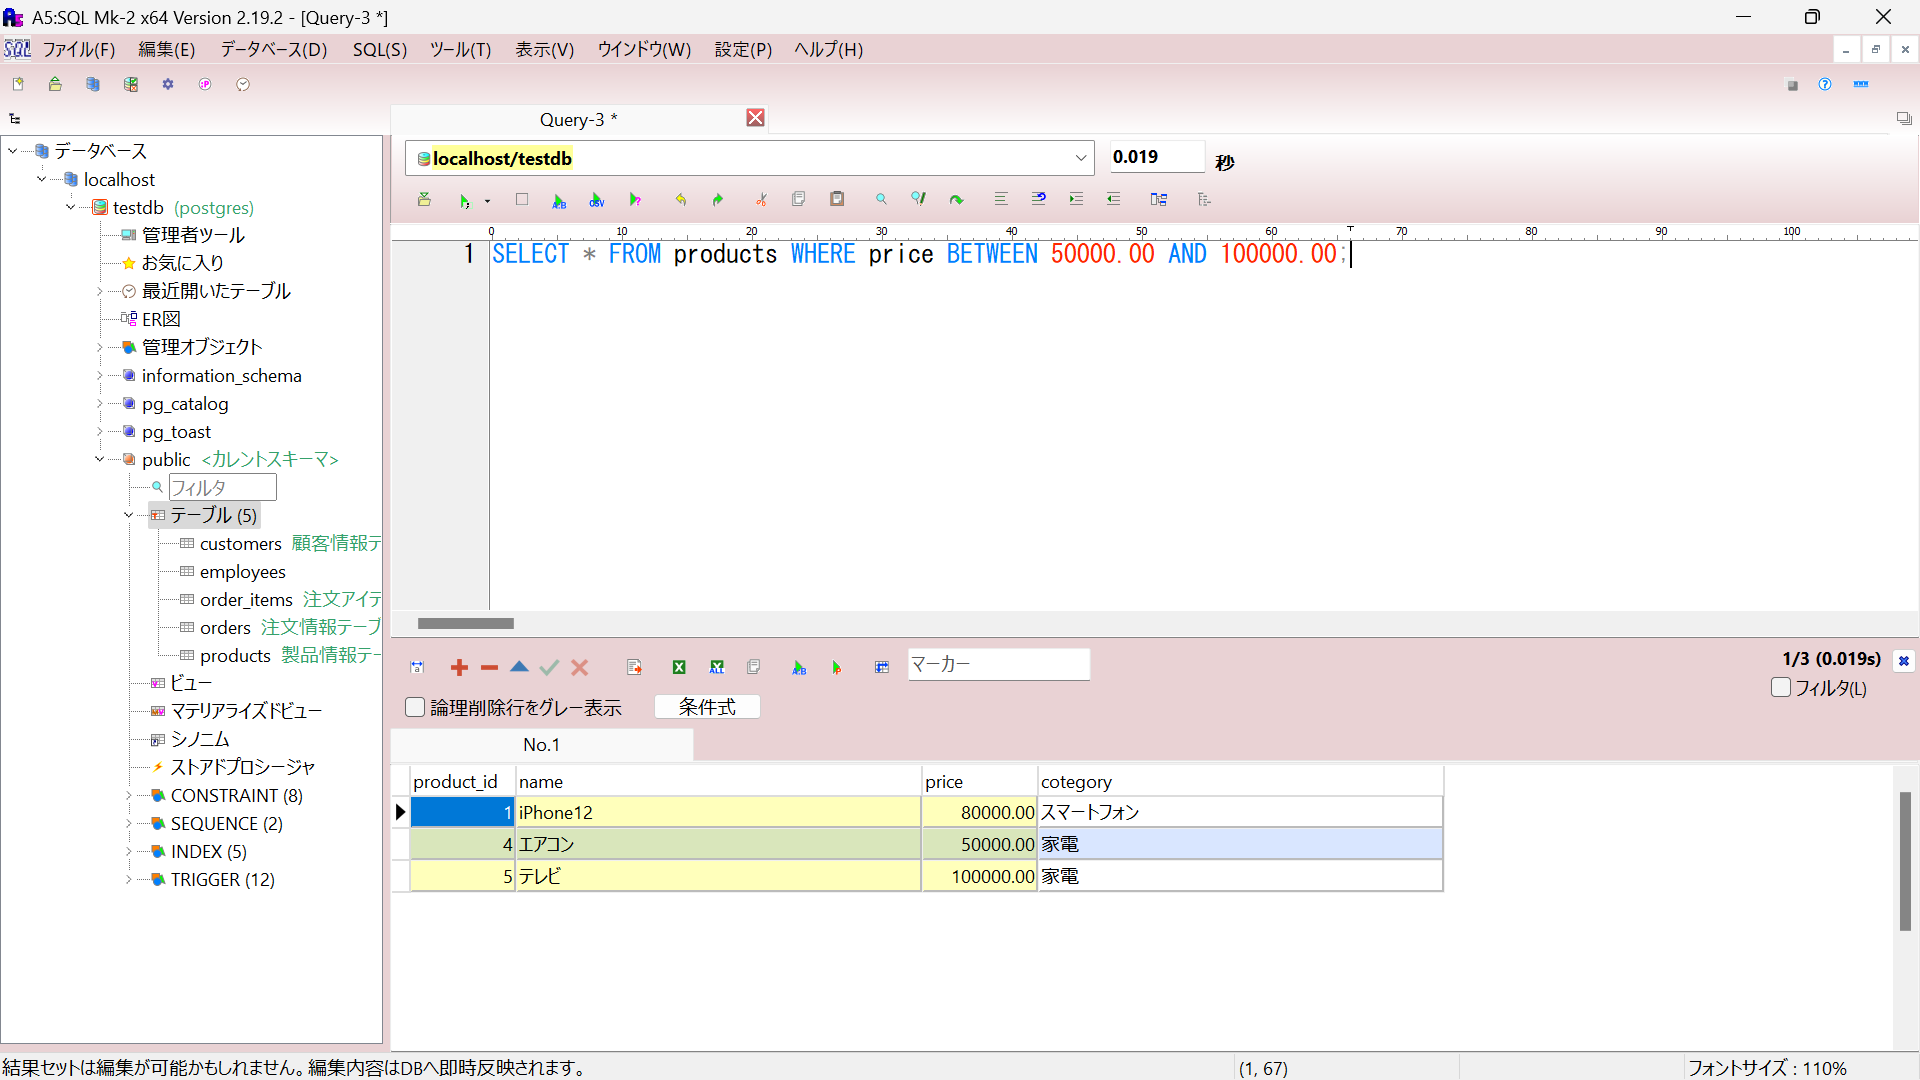 A5:SQL Mk-2 x64 Version 2.19.2 - [Query-3 *]
ファイル(F) 編集(E) データベース(D) SQL(S) ツール(T) 表示(V) ウインドウ(W) 設定(P) ヘルプ(H)
Query-3 *
データベース
localhost
testdb (postgres)
管理者ツール
お気に入り
最近開いたテーブル
ER図
管理オブジェクト
information_schema
pg_catalog
pg_toast
public <カレントスキーマ>
フィルタ
テーブル (5)
customers 顧客情報テ
employees
order_items 注文アイテ
orders 注文情報テーブ
products 製品情報テー
ビュー
マテリアライズドビュー
シノニム
ストアドプロシージャ
CONSTRAINT (8)
SEQUENCE (2)
INDEX (5)
TRIGGER (12)
localhost/testdb 0.019 秒
0 10 20 30 40 50 60 70 80 90 100
1 SELECT * FROM products WHERE price BETWEEN 50000.00 AND 100000.00;
マーカー 1/3 (0.019s)
論理削除行をグレー表示 条件式 フィルタ(L)
No.1
product_id name price cotegory
1 iPhone12 80000.00 スマートフォン
4 エアコン 50000.00 家電
5 テレビ 100000.00 家電
結果セットは編集が可能かもしれません。編集内容はDBへ即時反映されます。 (1, 67) フォントサイズ : 110%